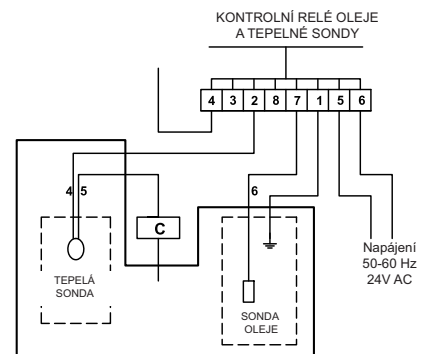 KONTROLNÍ RELÉ OLEJE
A TEPELNÉ SONDY
4 3 2 8 7 1 5 6
4 5
6
C
TEPELÁ
SONDA
SONDA
OLEJE
Napájení
50-60 Hz
24V AC